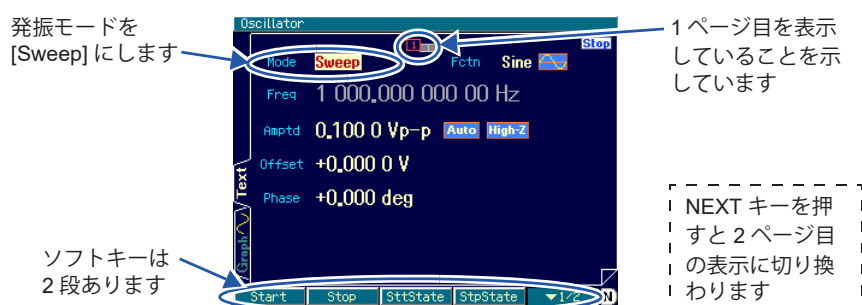 発振モードを
[Sweep] にします
1 ページ目を表示
していることを示
しています
Oscillator
1
Stop
Mode Sweep Fctn Sine
Freq 1 000.000 000 00 Hz
Amptd 0.100 0 Vp-p Auto High-Z
Offset +0.000 0 V
Phase +0.000 deg
Text
Graph
NEXT キーを押
すと 2 ページ目
の表示に切り換
わります
ソフトキーは
2 段あります
Start Stop SttState StpState ▼1/2 N